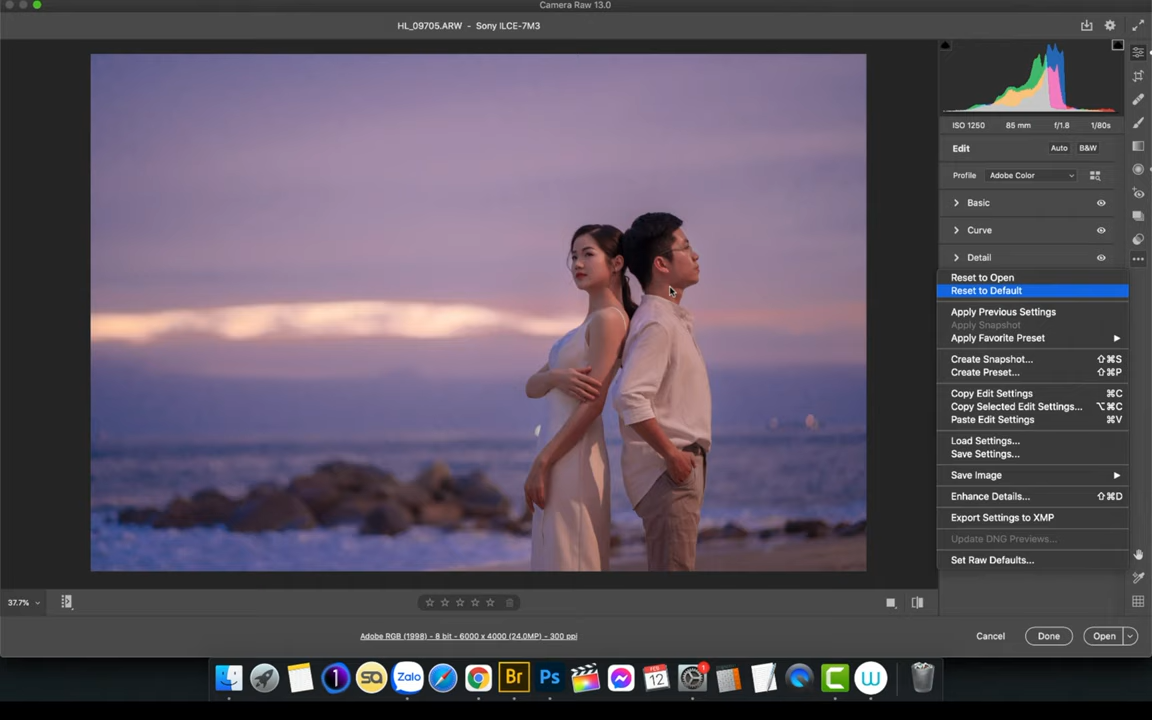 Camera Raw 13.0
HL_09705.ARW - Sony ILCE-7M3
ISO 1250 85 mm f/1.8 1/80s
Edit Auto B&W
Profile Adobe Color
Basic
Curve
Detail
Reset to Open
Reset to Default
Apply Previous Settings
Apply Snapshot
Apply Favorite Preset
Create Snapshot... ⇧⌘S
Create Preset... ⇧⌘P
Copy Edit Settings ⌘C
Copy Selected Edit Settings... ⌥⌘C
Paste Edit Settings ⌘V
Load Settings...
Save Settings...
Save Image
Enhance Details... ⇧⌘D
Export Settings to XMP
Update DNG Previews...
Set Raw Defaults...
37.7%
Adobe RGB (1998) - 8 bit - 6000 x 4000 (24.0MP) - 300 ppi
Cancel Done Open
1 SQ Zalo Br Ps FEB 12 1 C W